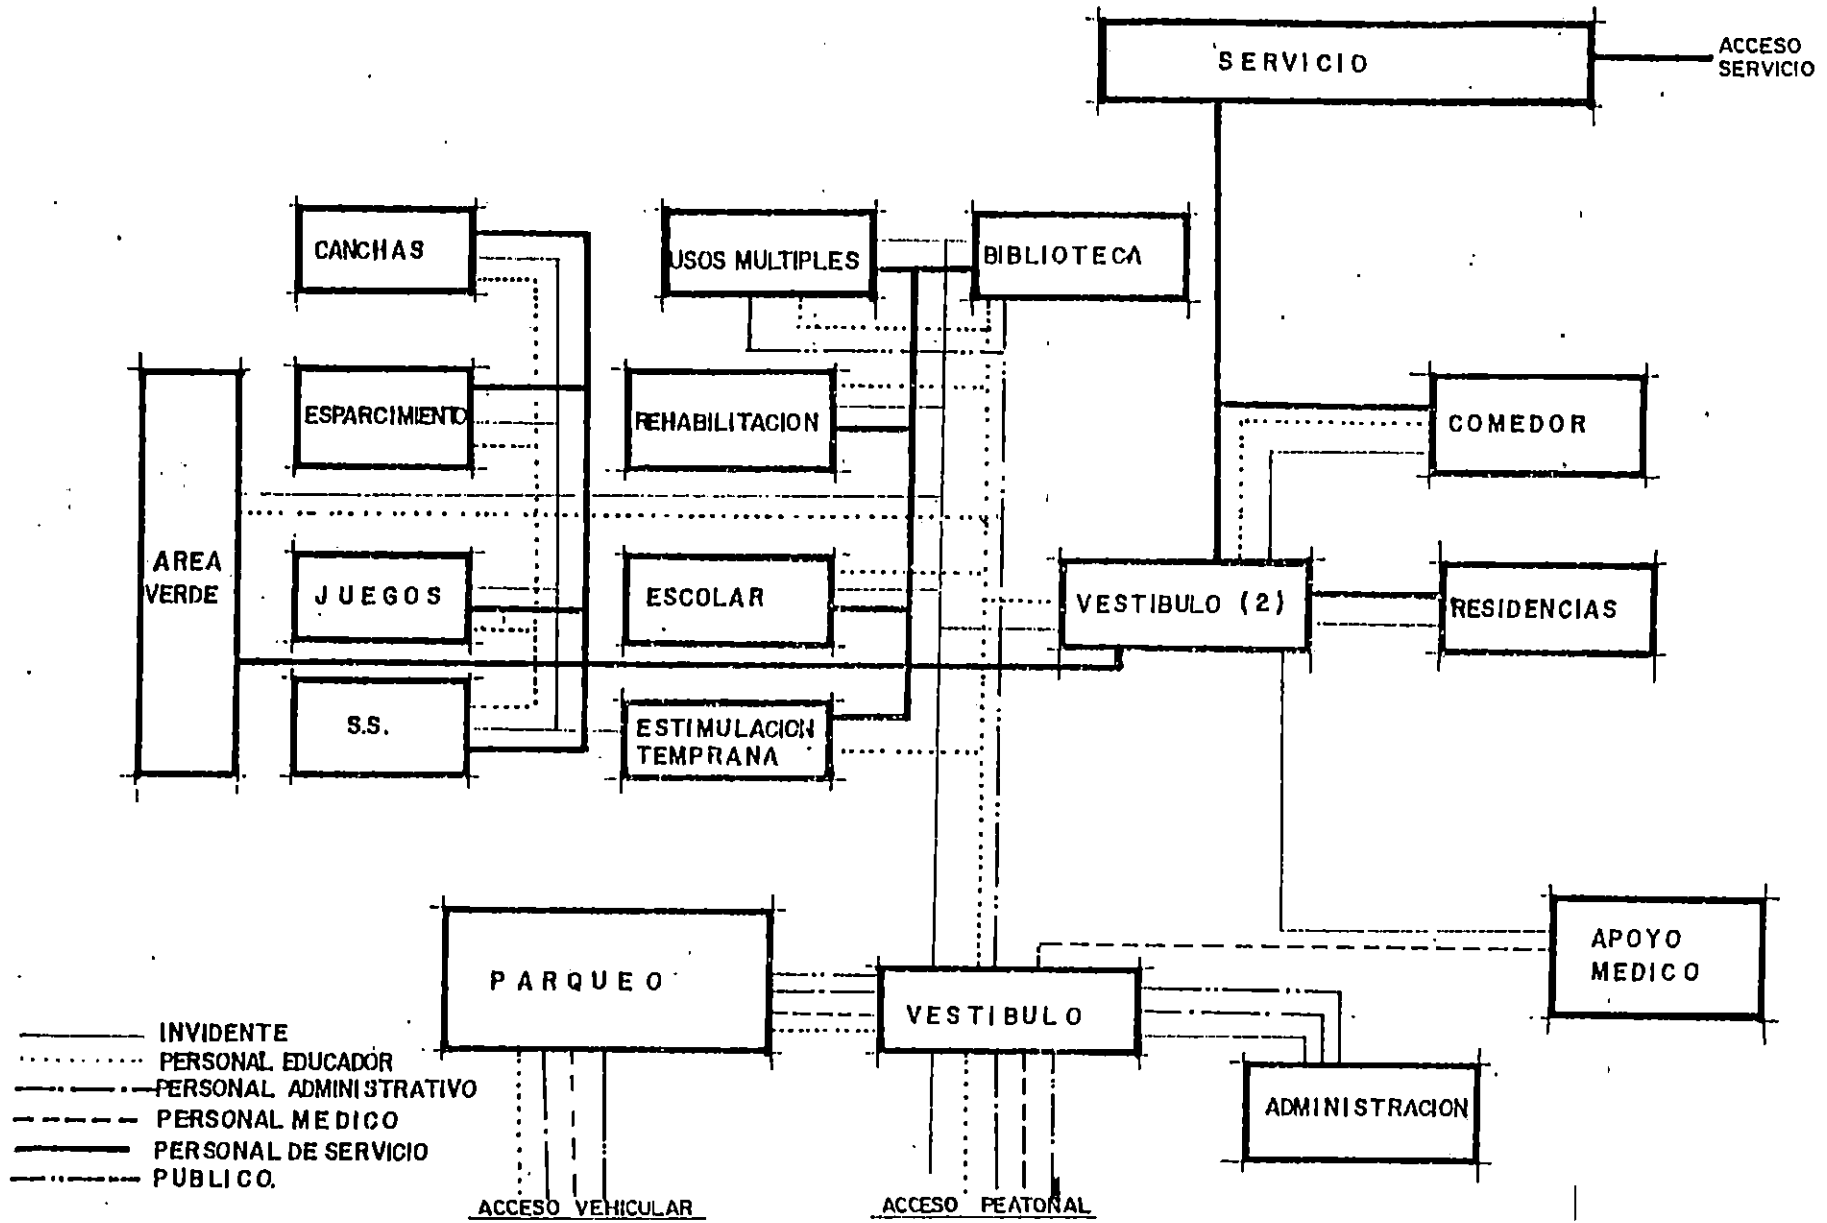 SERVICIO
ACCESO
SERVICIO
CANCHAS
USOS MULTIPLES
BIBLIOTECA
ESPARCIMIENTO
REHABILITACION
COMEDOR
AREA
VERDE
JUEGOS
ESCOLAR
VESTIBULO (2)
RESIDENCIAS
S.S.
ESTIMULACION
TEMPRANA
PARQUEO
VESTIBULO
APOYO
MEDICO
ADMINISTRACION
INVIDENTE
PERSONAL EDUCADOR
PERSONAL ADMINISTRATIVO
PERSONAL MEDICO
PERSONAL DE SERVICIO
PUBLICO.
ACCESO VEHICULAR
ACCESO PEATONAL